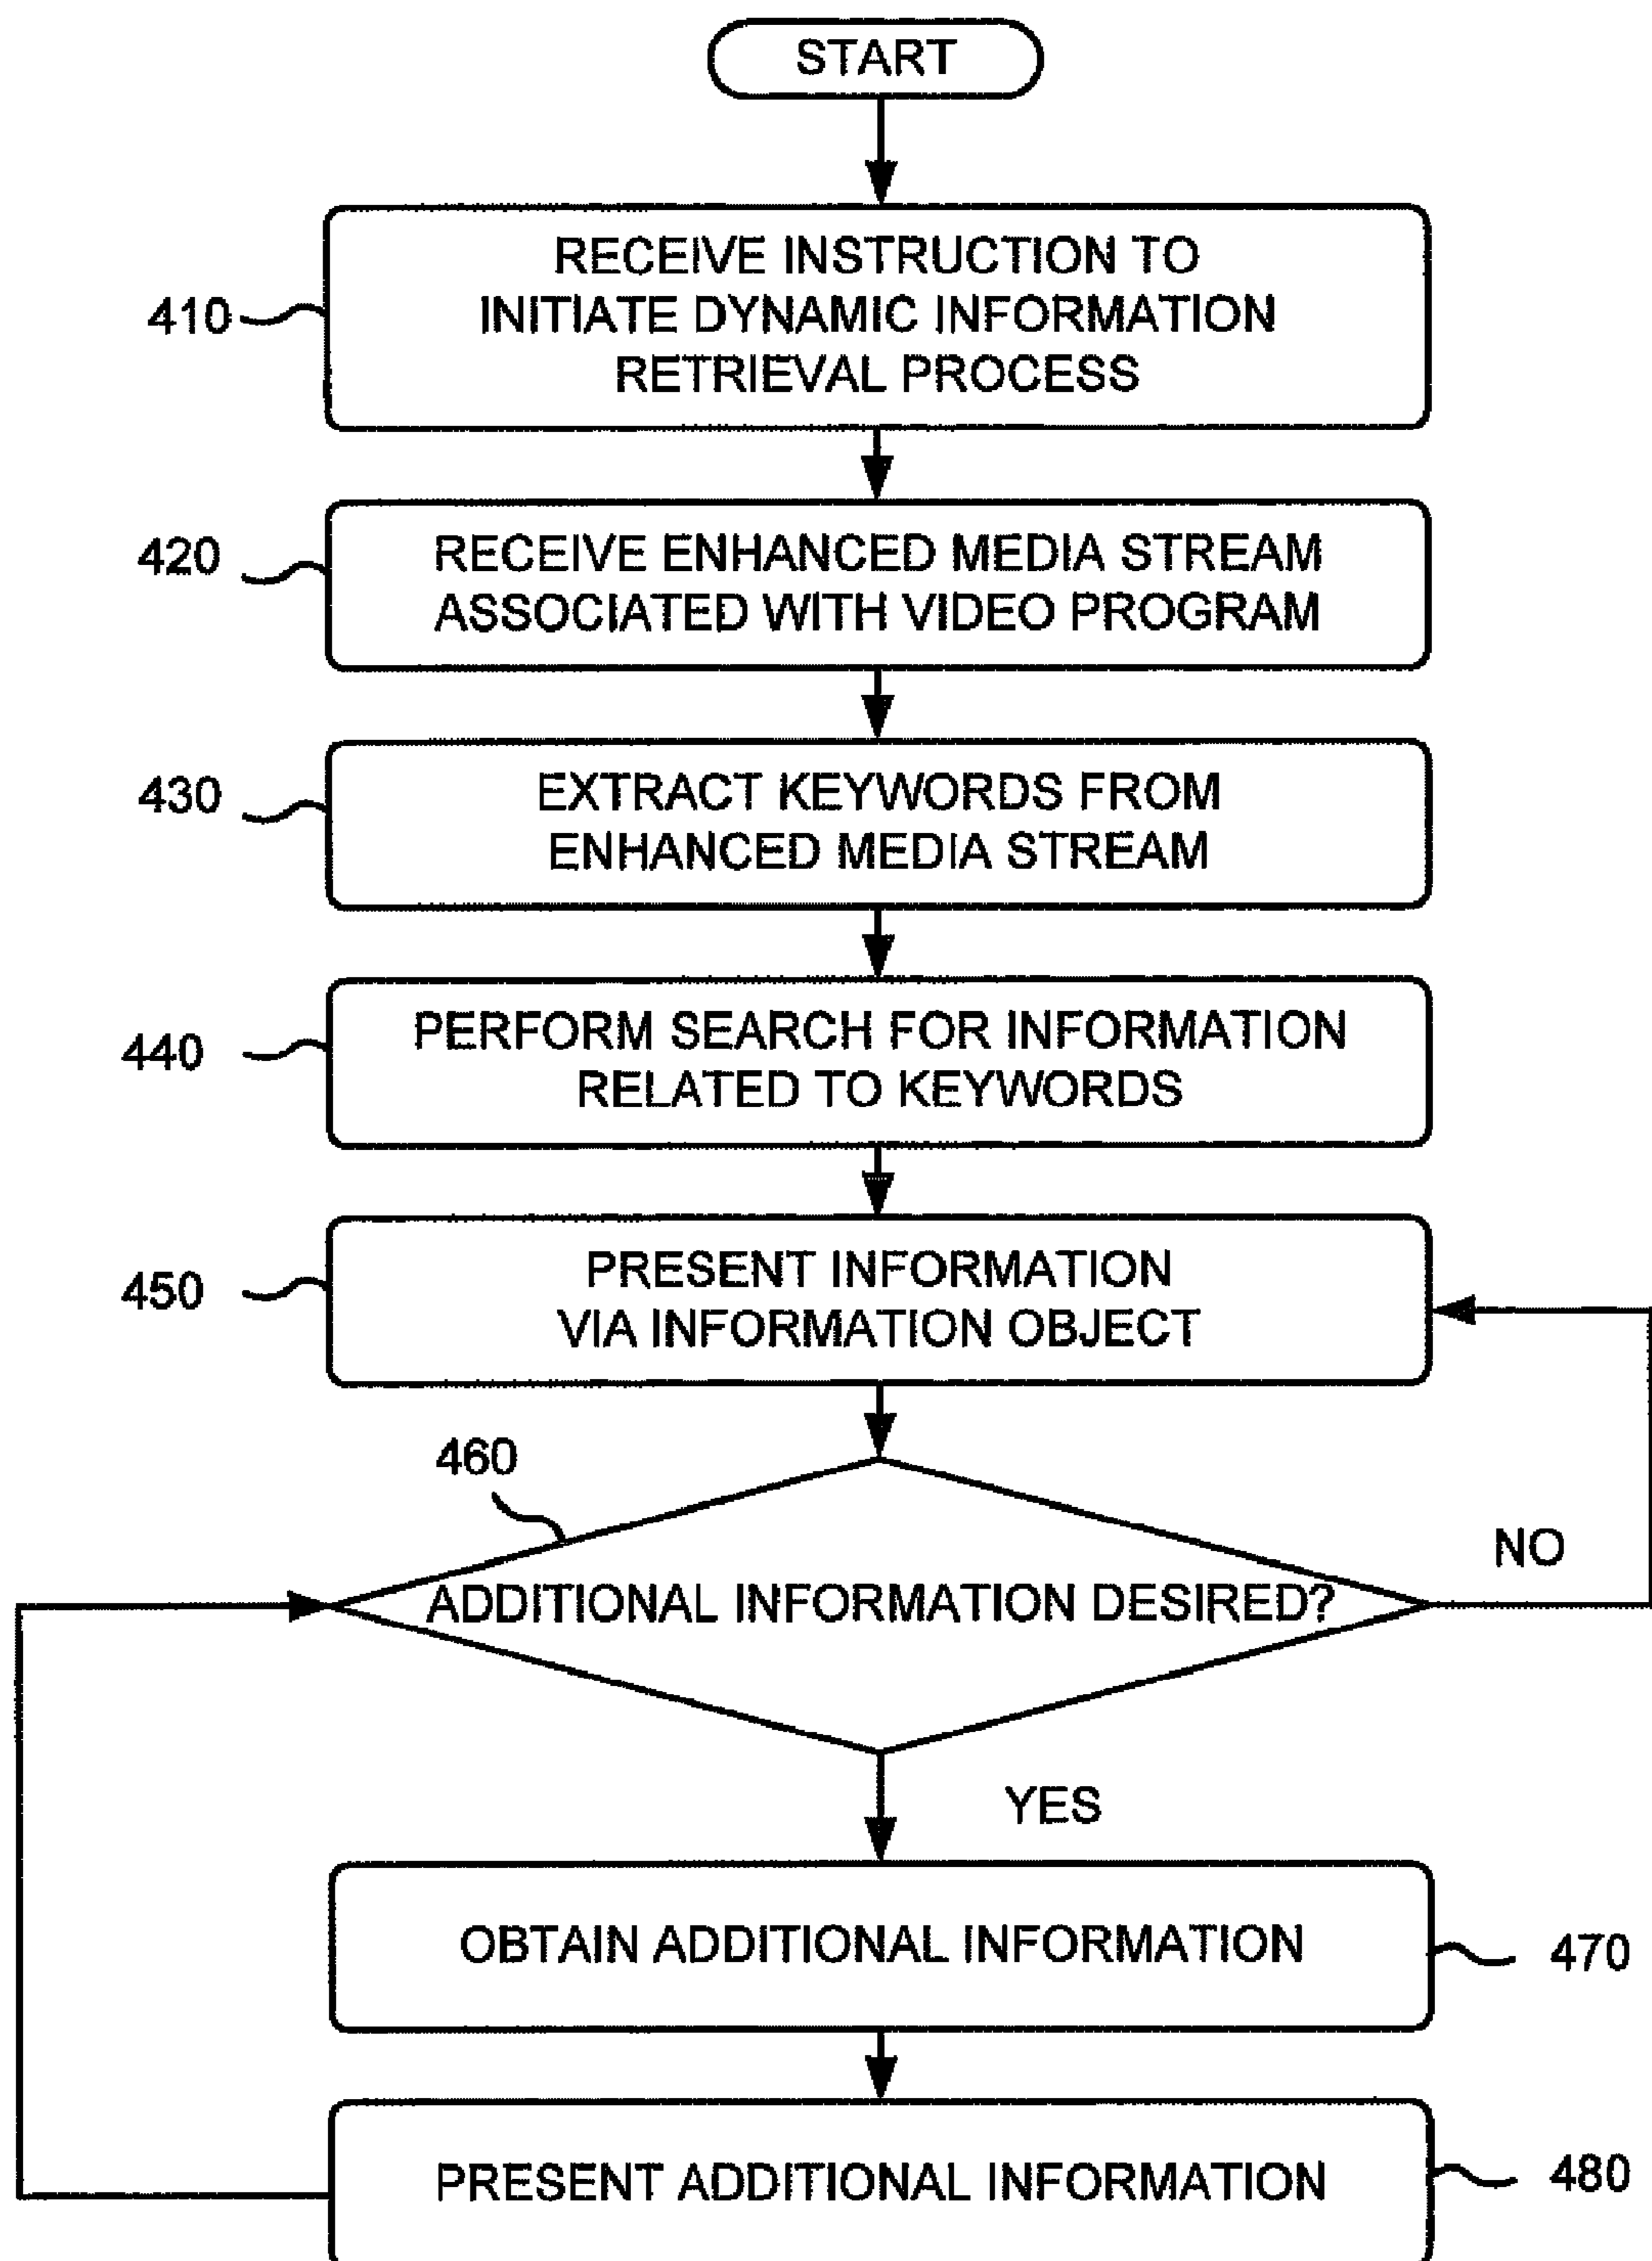 START
RECEIVE INSTRUCTION TO
INITIATE DYNAMIC INFORMATION
RETRIEVAL PROCESS
410
RECEIVE ENHANCED MEDIA STREAM
ASSOCIATED WITH VIDEO PROGRAM
420
EXTRACT KEYWORDS FROM
ENHANCED MEDIA STREAM
430
PERFORM SEARCH FOR INFORMATION
RELATED TO KEYWORDS
440
PRESENT INFORMATION
VIA INFORMATION OBJECT
450
460
ADDITIONAL INFORMATION DESIRED?
NO
YES
OBTAIN ADDITIONAL INFORMATION
470
PRESENT ADDITIONAL INFORMATION
480